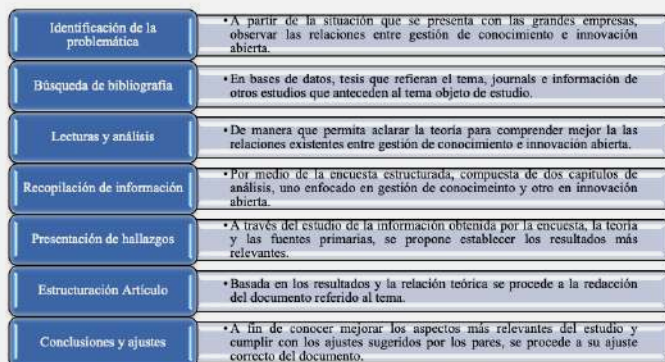 Identificación de la
problemática
• A partir de la situación que se presenta con las grandes empresas,
observar las relaciones entre gestión de conocimiento e innovación
abierta.
Búsqueda de bibliografía
• En bases de datos, tesis que refieran el tema, journals e información de
otros estudios que anteceden al tema objeto de estudio.
Lecturas y análisis
• De manera que permita aclarar la teoría para comprender mejor la las
relaciones existentes entre gestión de conocimiento e innovación abierta.
Recopilación de información
• Por medio de la encuesta estructurada, compuesta de dos capítulos de
análisis, uno enfocado en gestión de conocimeinto y otro en innovación
abierta.
Presentación de hallazgos
• A través del estudio de la información obtenida por la encuesta, la teoría
y las fuentes primarias, se propone establecer los resultados más
relevantes.
Estructuración Artículo
• Basada en los resultados y la relación teórica se procede a la redacción
del documento referido al tema.
Conclusiones y ajustes
• A fin de conocer mejorar los aspectos más relevantes del estudio y
cumplir con los ajustes sugeridos por los pares, se procede a su ajuste
correcto del documento.